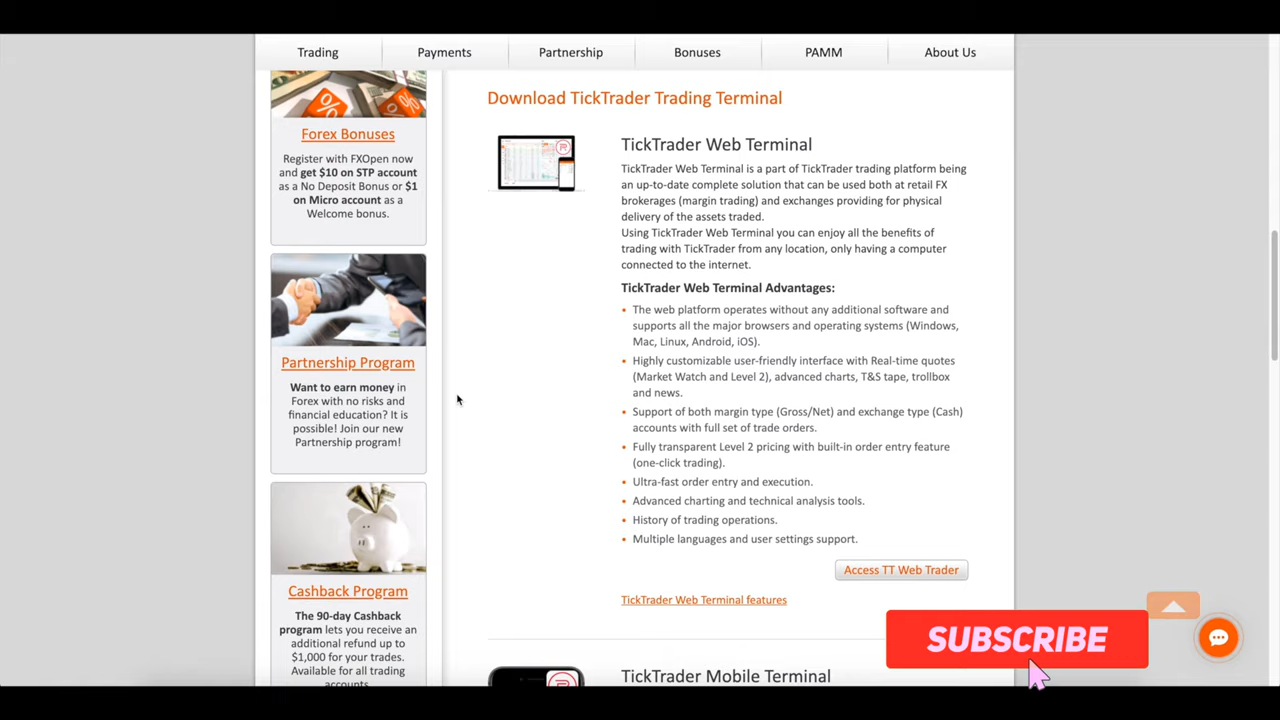 Trading
Payments
Partnership
Bonuses
PAMM
About Us
Forex Bonuses
Register with FXOpen now
and get $10 on STP account
as a No Deposit Bonus or $1
on Micro account as a
Welcome bonus.
Partnership Program
Want to earn money in
Forex with no risks and
financial education? It is
possible! Join our new
Partnership program!
Cashback Program
The 90-day Cashback
program lets you receive an
additional refund up to
$1,000 for your trades.
Available for all trading
accounts.
Download TickTrader Trading Terminal
TickTrader Web Terminal
TickTrader Web Terminal is a part of TickTrader trading platform being
an up-to-date complete solution that can be used both at retail FX
brokerages (margin trading) and exchanges providing for physical
delivery of the assets traded.
Using TickTrader Web Terminal you can enjoy all the benefits of
trading with TickTrader from any location, only having a computer
connected to the internet.
TickTrader Web Terminal Advantages:
The web platform operates without any additional software and
supports all the major browsers and operating systems (Windows,
Mac, Linux, Android, iOS).
Highly customizable user-friendly interface with Real-time quotes
(Market Watch and Level 2), advanced charts, T&S tape, trollbox
and news.
Support of both margin type (Gross/Net) and exchange type (Cash)
accounts with full set of trade orders.
Fully transparent Level 2 pricing with built-in order entry feature
(one-click trading).
Ultra-fast order entry and execution.
Advanced charting and technical analysis tools.
History of trading operations.
Multiple languages and user settings support.
Access TT Web Trader
TickTrader Web Terminal features
SUBSCRIBE
TickTrader Mobile Terminal